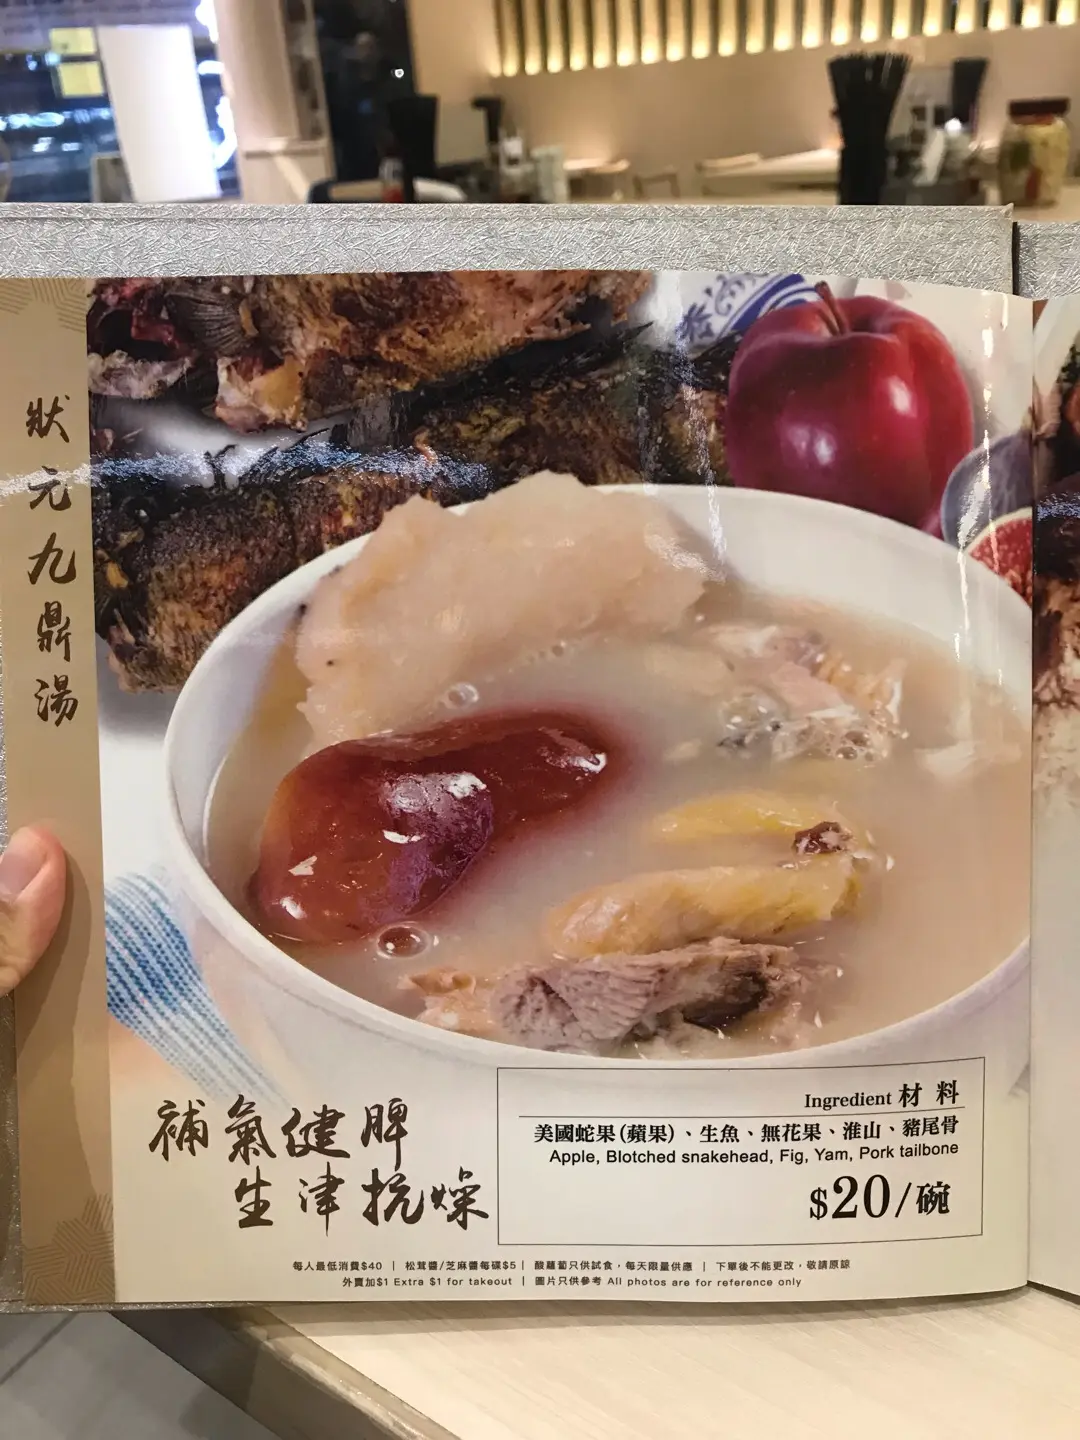 狀元九鼎湯
補氣健脾
生津抗燥
Ingredient 材料
美國蛇果(蘋果)、生魚、無花果、淮山、豬尾骨
Apple, Blotched snakehead, Fig, Yam, Pork tailbone
$20/碗
每人最低消費$40 | 松茸醬/芝麻醬每碟$5 | 酸蘿蔔只供試食，每天限量供應 | 下單後不能更改，敬請原諒
外賣加$1 Extra $1 for takeout | 圖片只供參考 All photos are for reference only